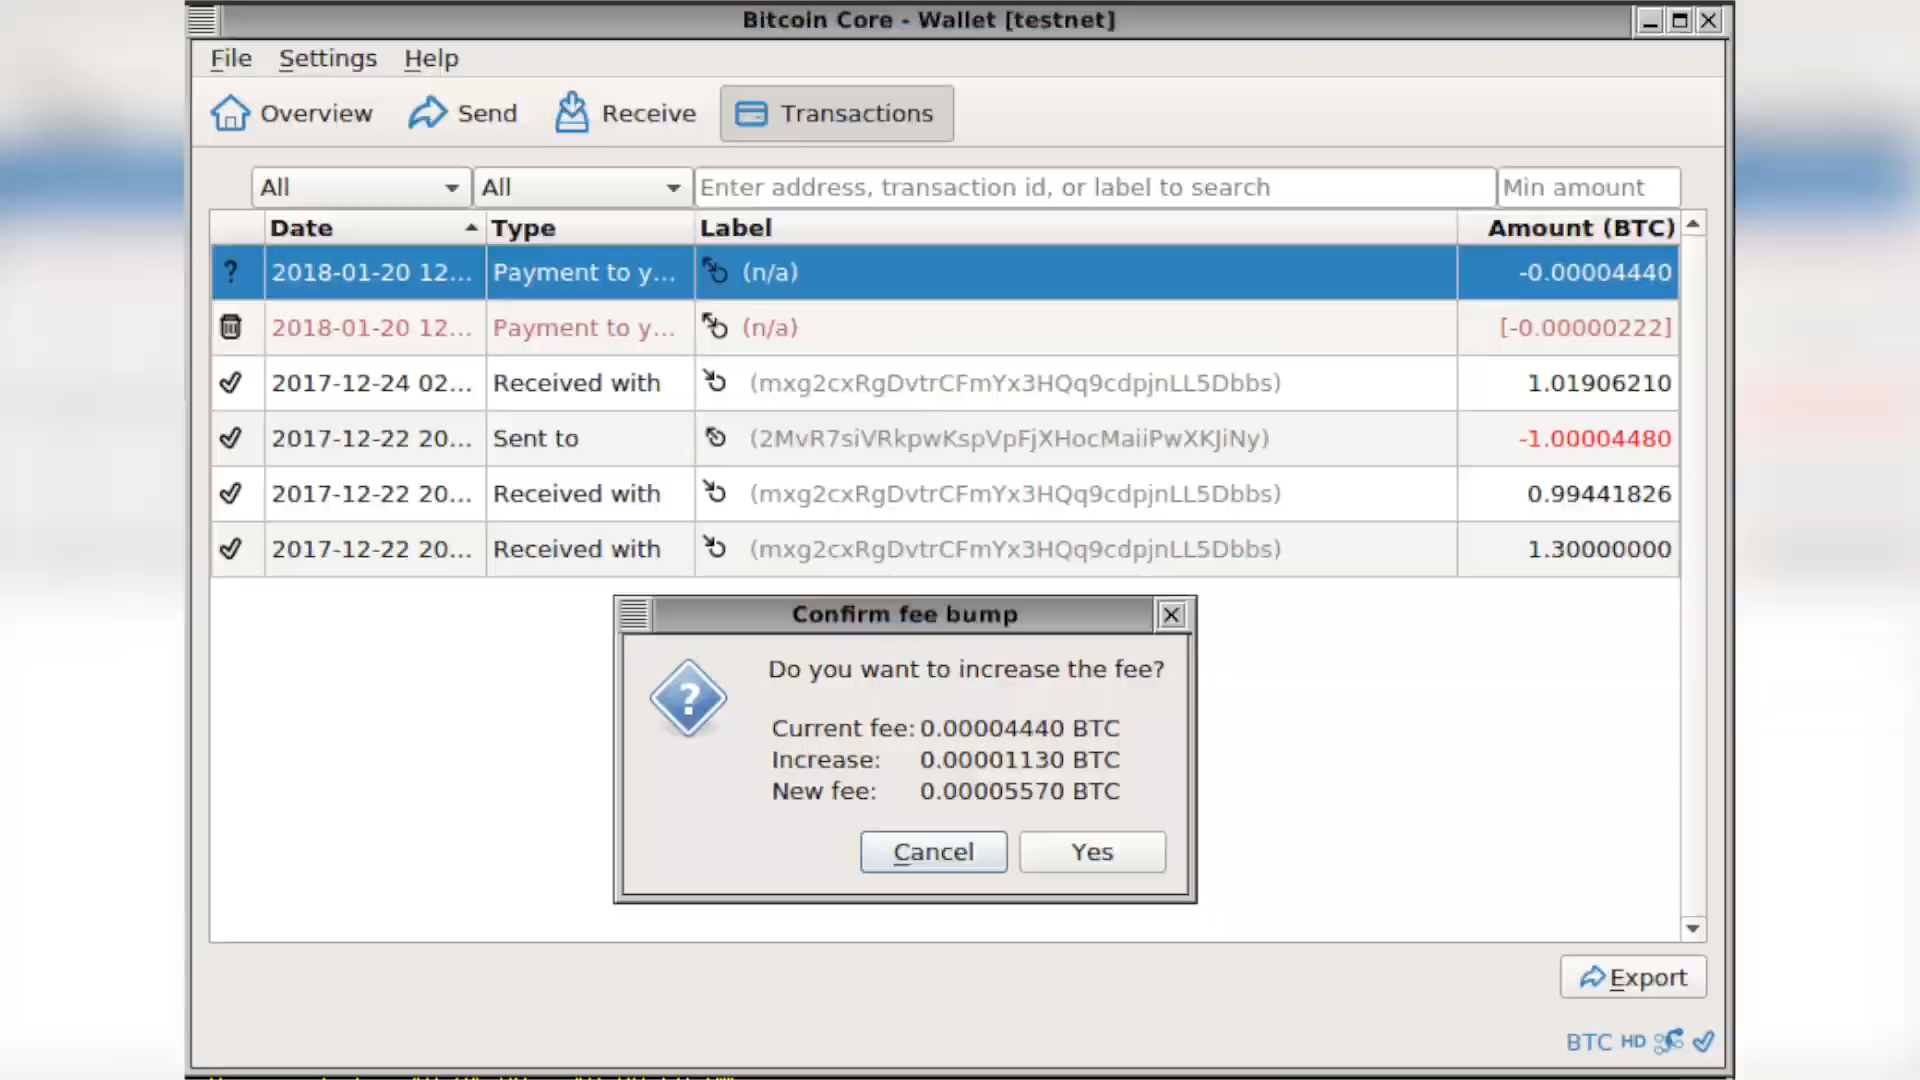 Bitcoin Core - Wallet [testnet]
File Settings Help
Overview Send Receive Transactions
All All Enter address, transaction id, or label to search Min amount
Date Type Label Amount (BTC)
? 2018-01-20 12... Payment to y... (n/a) -0.00004440
2018-01-20 12... Payment to y... (n/a) [-0.00000222]
2017-12-24 02... Received with (mxg2cxRgDvtrCFmYx3HQq9cdpjnLL5Dbbs) 1.01906210
2017-12-22 20... Sent to (2MvR7siVRkpwKspVpFjXHocMaiiPwXKJiNy) -1.00004480
2017-12-22 20... Received with (mxg2cxRgDvtrCFmYx3HQq9cdpjnLL5Dbbs) 0.99441826
2017-12-22 20... Received with (mxg2cxRgDvtrCFmYx3HQq9cdpjnLL5Dbbs) 1.30000000
Confirm fee bump
Do you want to increase the fee?
Current fee: 0.00004440 BTC
Increase: 0.00001130 BTC
New fee: 0.00005570 BTC
Cancel Yes
Export
BTC HD